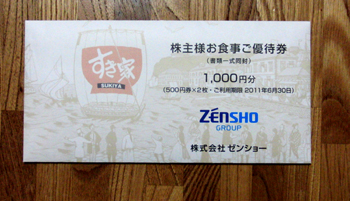 すき家
SUKIYA
株主様お食事ご優待券
(書類一式同封)
1,000円分
(500円券×2枚・ご利用期限 2011年6月30日)
ZENSHO
GROUP
株式会社 ゼンショー